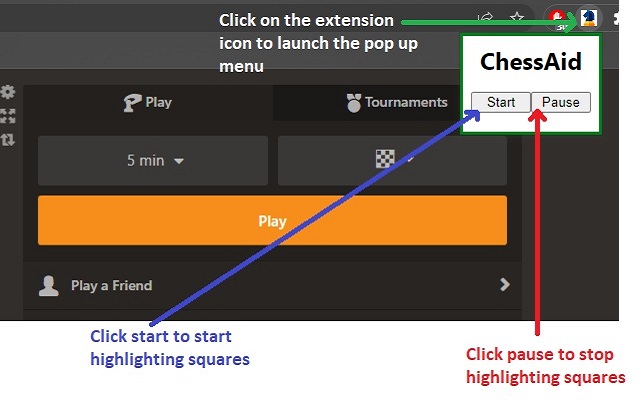 Click on the extension
icon to launch the pop up
menu
ChessAid
Start Pause
Play Tournaments
5 min
Play
Play a Friend
Click start to start
highlighting squares
Click pause to stop
highlighting squares